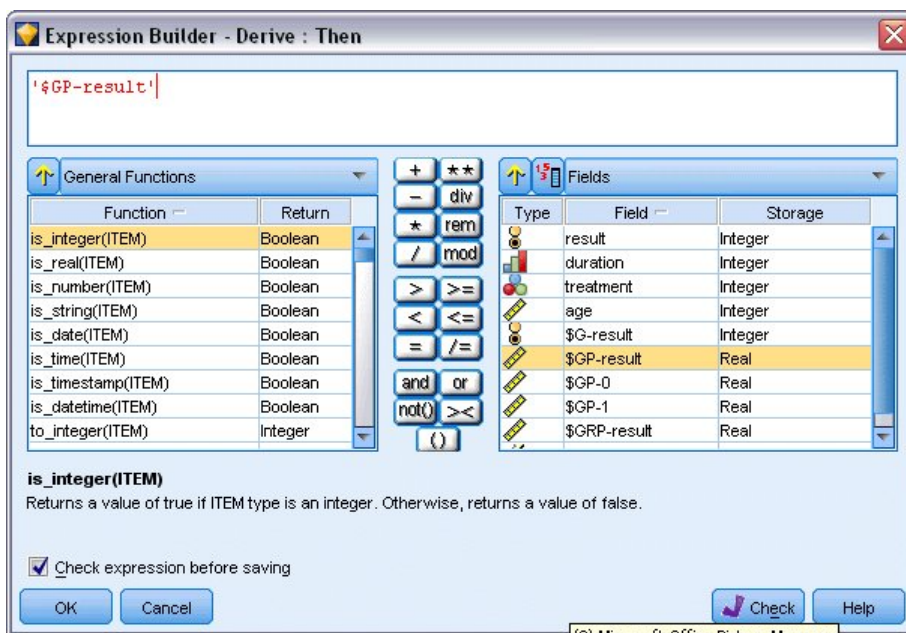 Expression Builder - Derive : Then
'$GP-result'
General Functions
Function Return
is_integer(ITEM) Boolean
is_real(ITEM) Boolean
is_number(ITEM) Boolean
is_string(ITEM) Boolean
is_date(ITEM) Boolean
is_time(ITEM) Boolean
is_timestamp(ITEM) Boolean
is_datetime(ITEM) Boolean
to_integer(ITEM) Integer
+ **
- div
* rem
/ mod
> >=
< <=
= /=
and or
not() ><
()
Fields
Type Field Storage
result Integer
duration Integer
treatment Integer
age Integer
$G-result Integer
$GP-result Real
$GP-0 Real
$GP-1 Real
$GRP-result Real
is_integer(ITEM)
Returns a value of true if ITEM type is an integer. Otherwise, returns a value of false.
Check expression before saving
OK Cancel Check Help